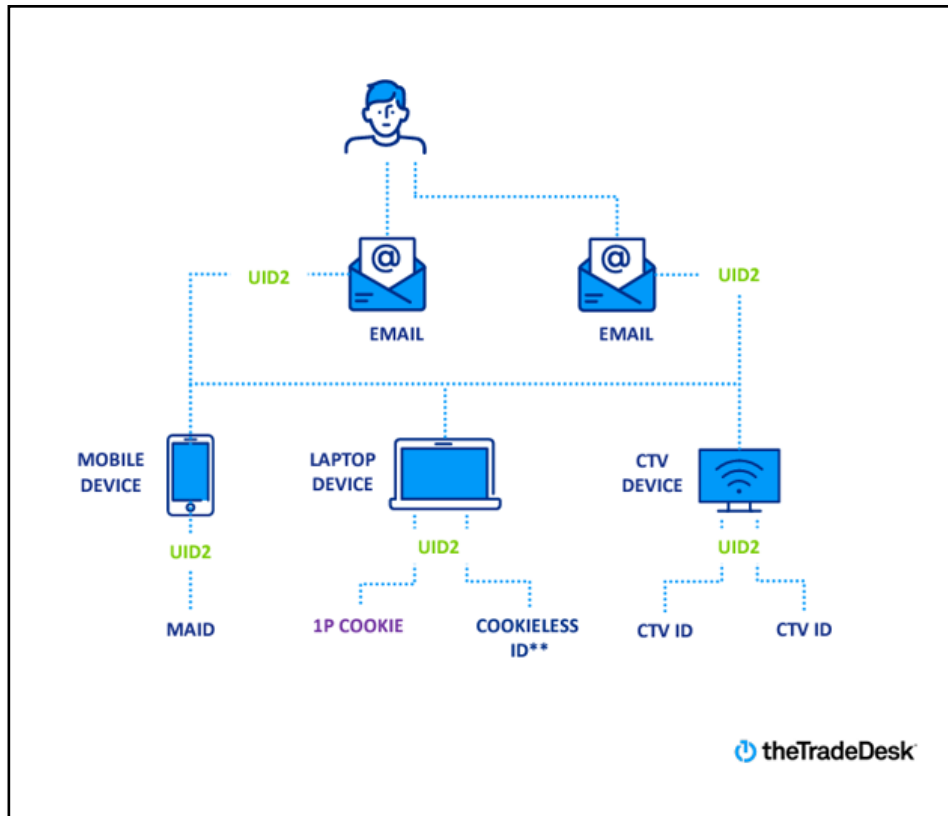 @
@
UID2
UID2
EMAIL
EMAIL
MOBILE
DEVICE
LAPTOP
DEVICE
CTV
DEVICE
UID2
UID2
UID2
MAID
1P COOKIE
COOKIELESS
ID**
CTV ID
CTV ID
theTradeDesk